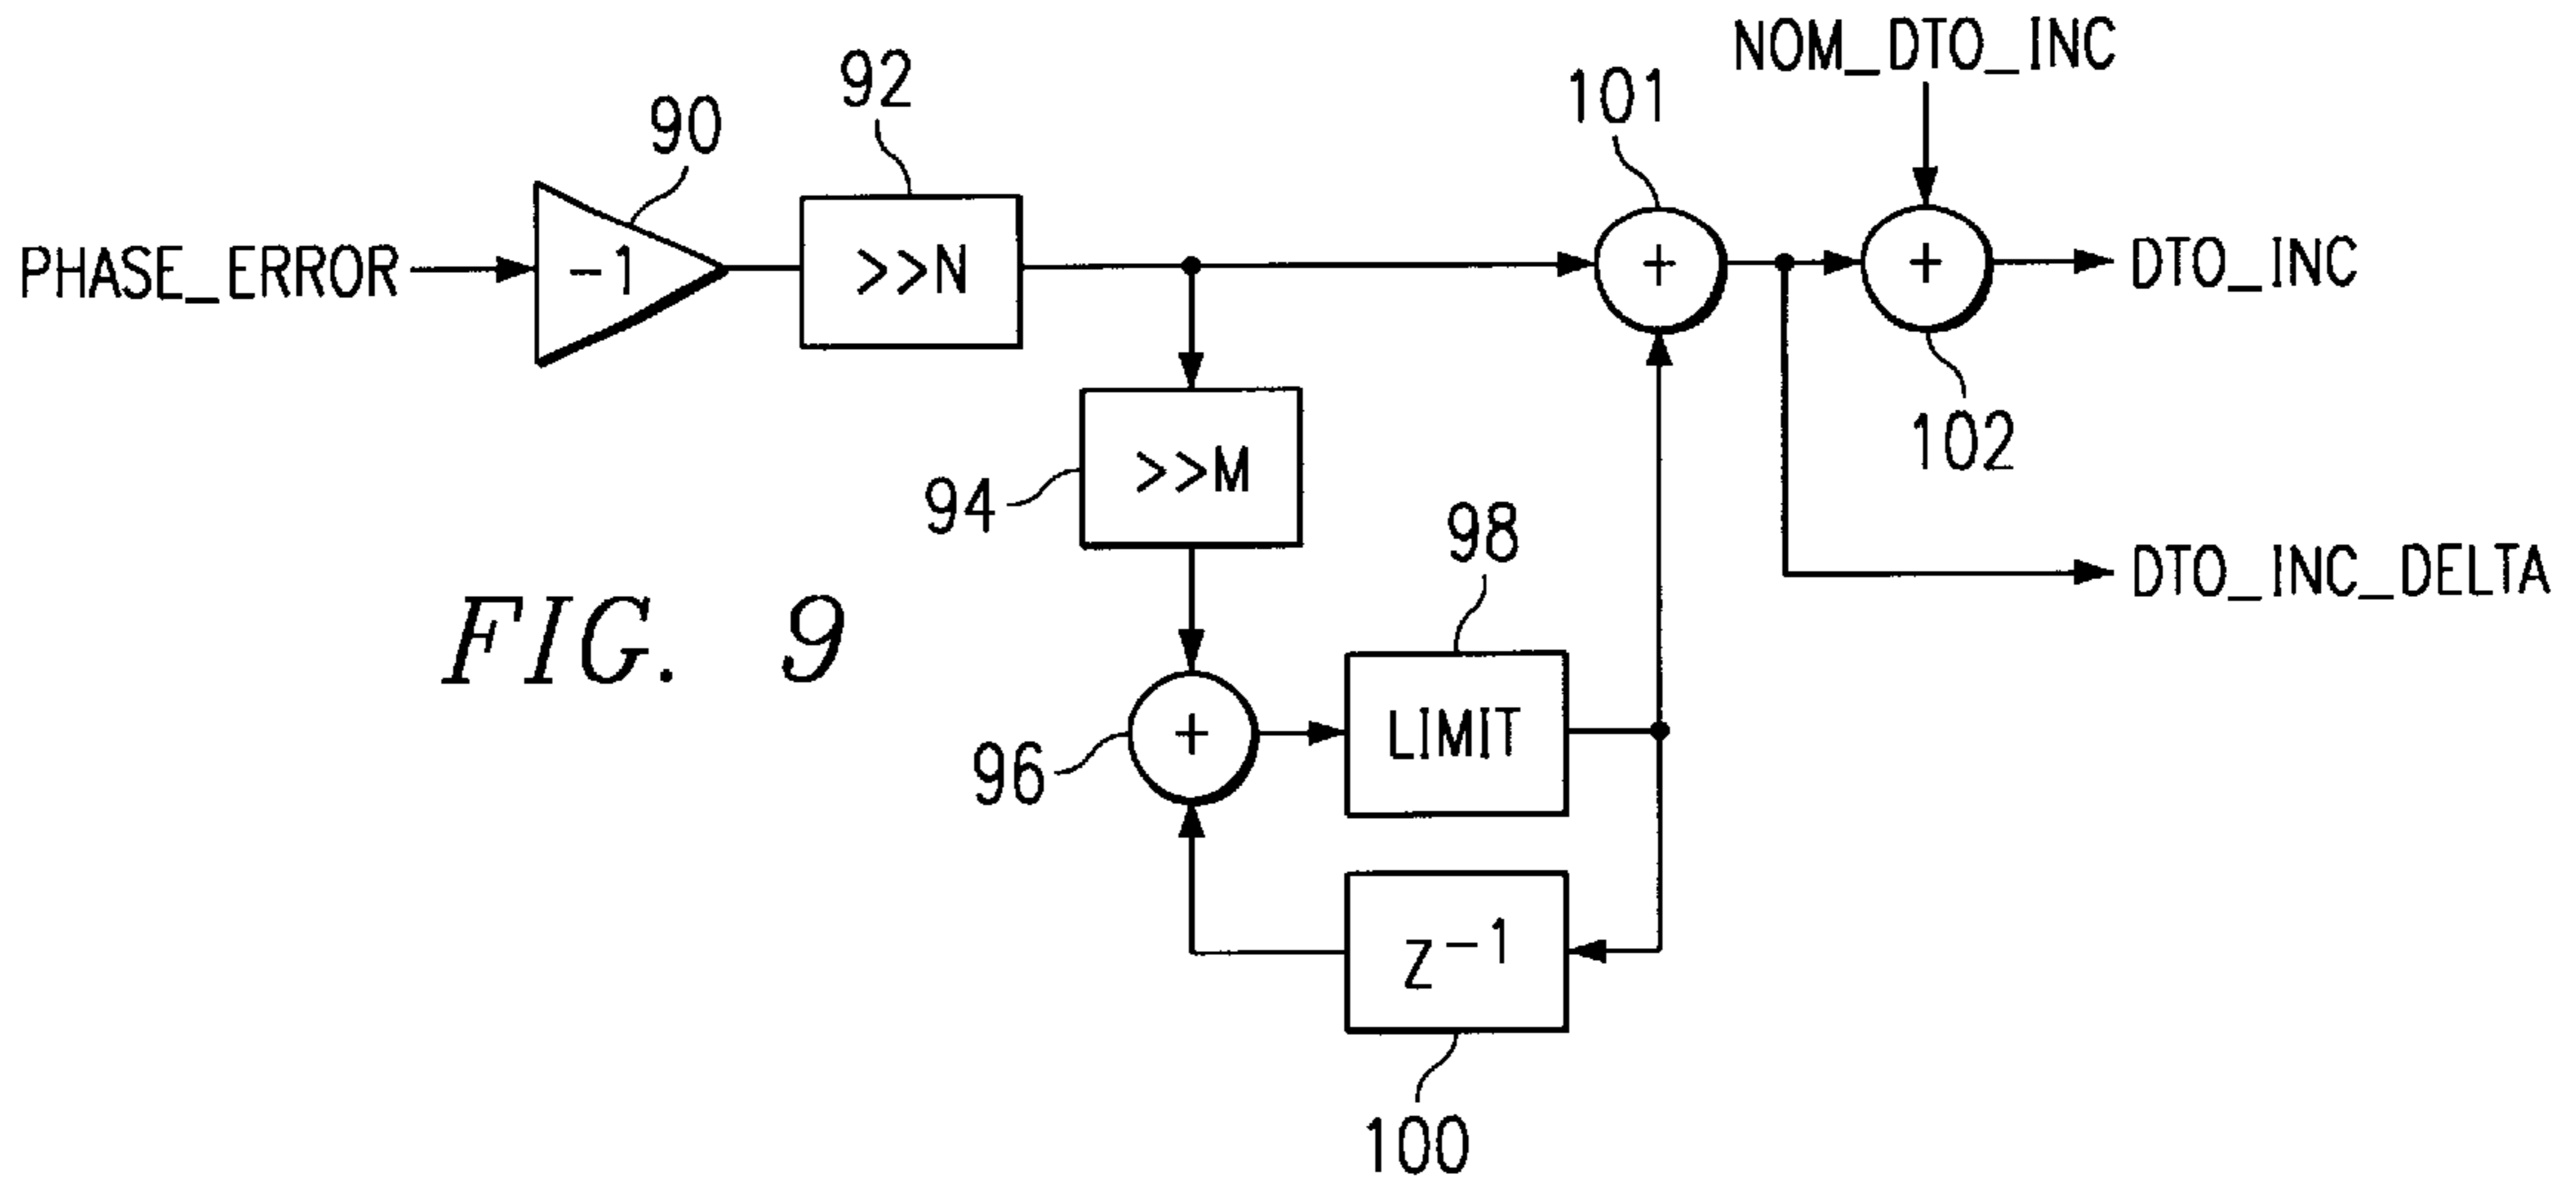 NOM_DTO_INC
92
101
90
PHASE_ERROR
-1
>>N
+
+
DTO_INC
102
>>M
94
98
DTO_INC_DELTA
FIG. 9
+
LIMIT
96
Z-1
100